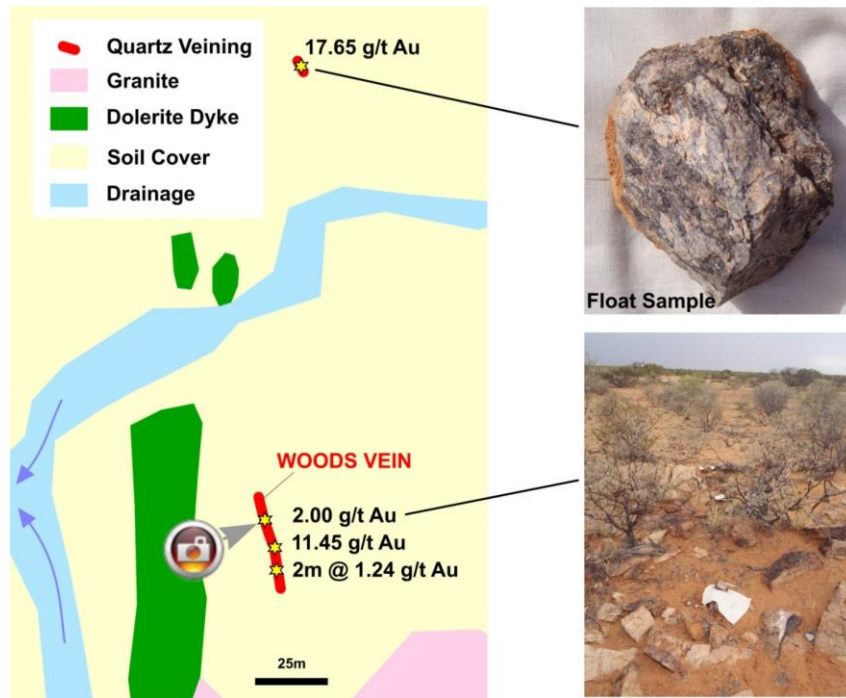 Quartz Veining
Granite
Dolerite Dyke
Soil Cover
Drainage
17.65 g/t Au
Float Sample
WOODS VEIN
2.00 g/t Au
11.45 g/t Au
2m @ 1.24 g/t Au
25m